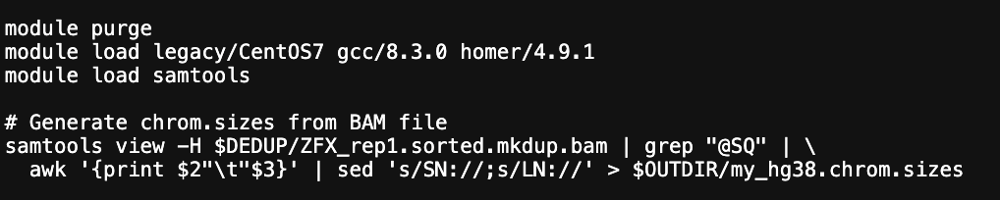 module purge
module load legacy/CentOS7 gcc/8.3.0 homer/4.9.1
module load samtools
# Generate chrom.sizes from BAM file
samtools view -H $DEDUP/ZFX_rep1.sorted.mkdup.bam | grep "@SQ" | \
  awk '{print $2"\t"$3}' | sed 's/SN://;s/LN://' > $OUTDIR/my_hg38.chrom.sizes